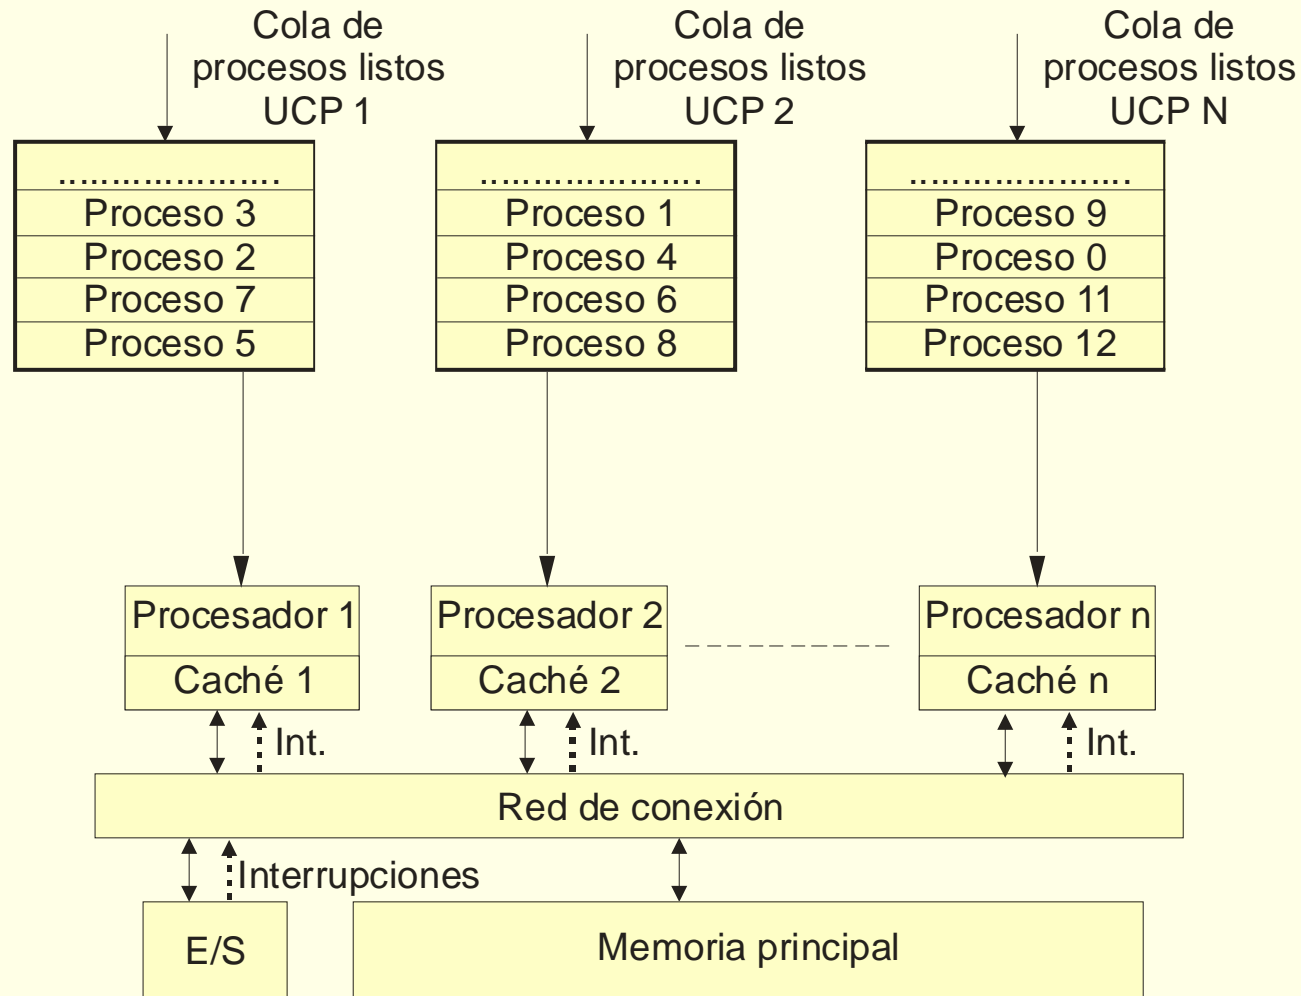 Cola de
procesos listos
UCP 1
Cola de
procesos listos
UCP 2
Cola de
procesos listos
UCP N
.....................
Proceso 3
Proceso 2
Proceso 7
Proceso 5
.....................
Proceso 1
Proceso 4
Proceso 6
Proceso 8
.....................
Proceso 9
Proceso 0
Proceso 11
Proceso 12
Procesador 1
Caché 1
Procesador 2
Caché 2
Procesador n
Caché n
Int.
Int.
Int.
Red de conexión
Interrupciones
E/S
Memoria principal